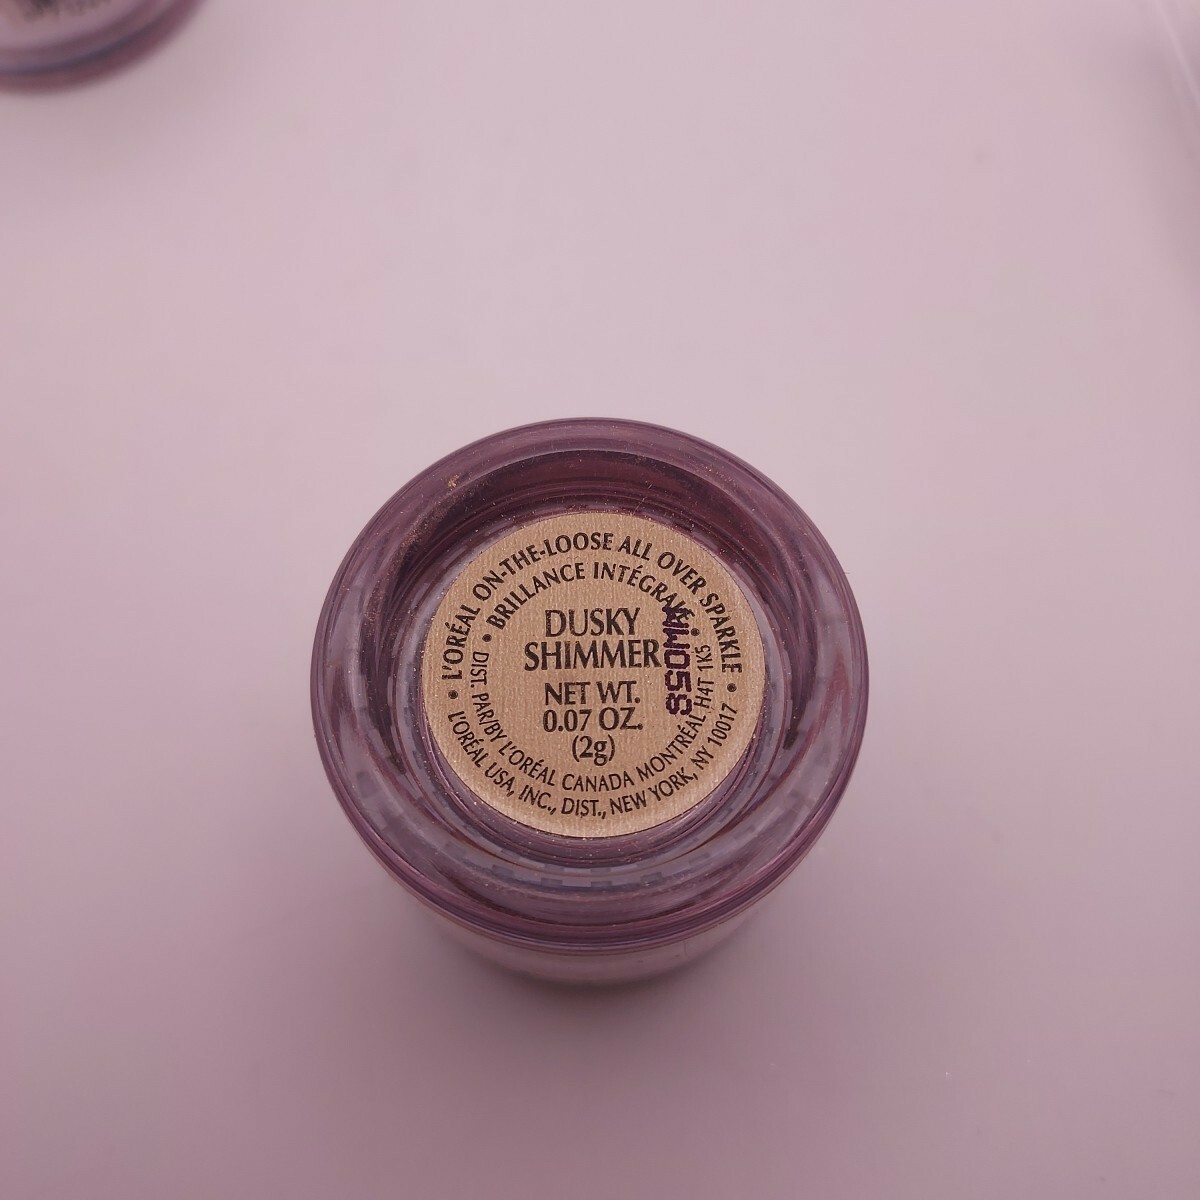 • L'ORÉAL ON-THE-LOOSE ALL OVER SPARKLE •
• BRILLANCE INTÉGRALE •
DUSKY
SHIMMER
NET WT.
0.07 OZ.
(2g)
DIST. PAR/BY L'ORÉAL CANADA MONTRÉAL H4T 1K5
L'ORÉAL USA, INC., DIST., NEW YORK, NY 10017